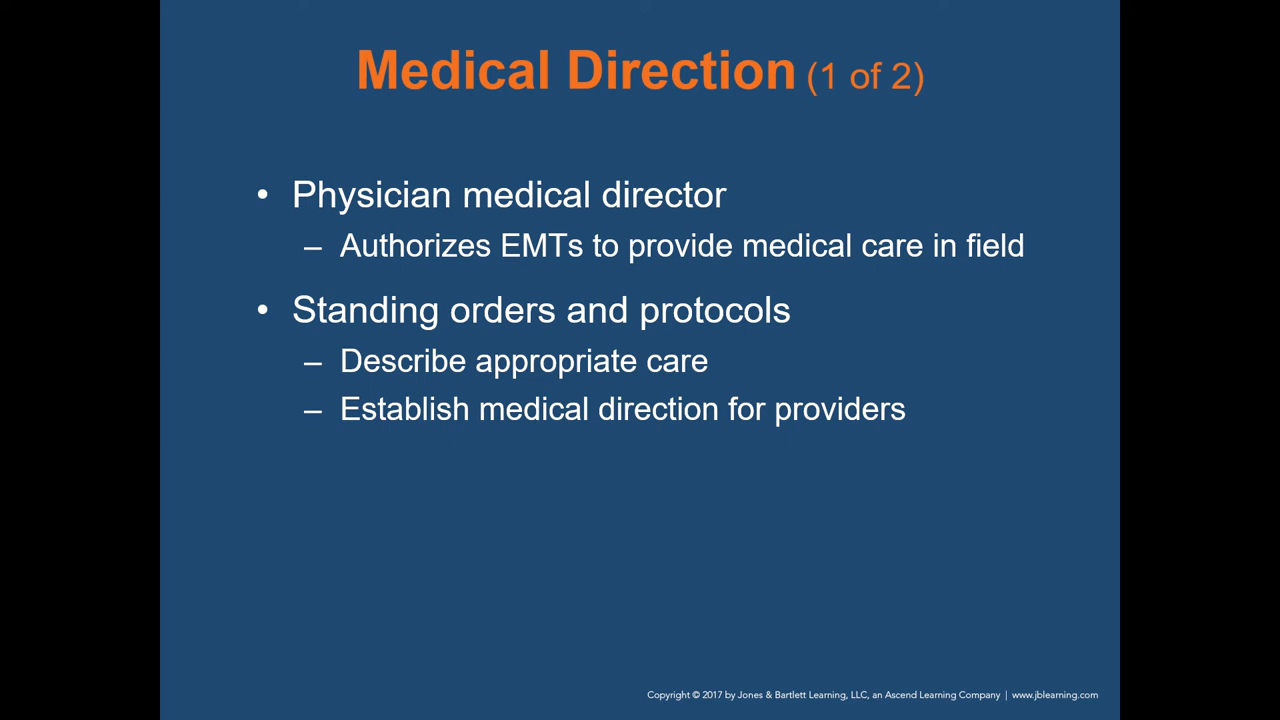 Medical Direction (1 of 2)
• Physician medical director
– Authorizes EMTs to provide medical care in field
• Standing orders and protocols
– Describe appropriate care
– Establish medical direction for providers
Copyright © 2017 by Jones & Bartlett Learning, LLC, an Ascend Learning Company | www.jblearning.com